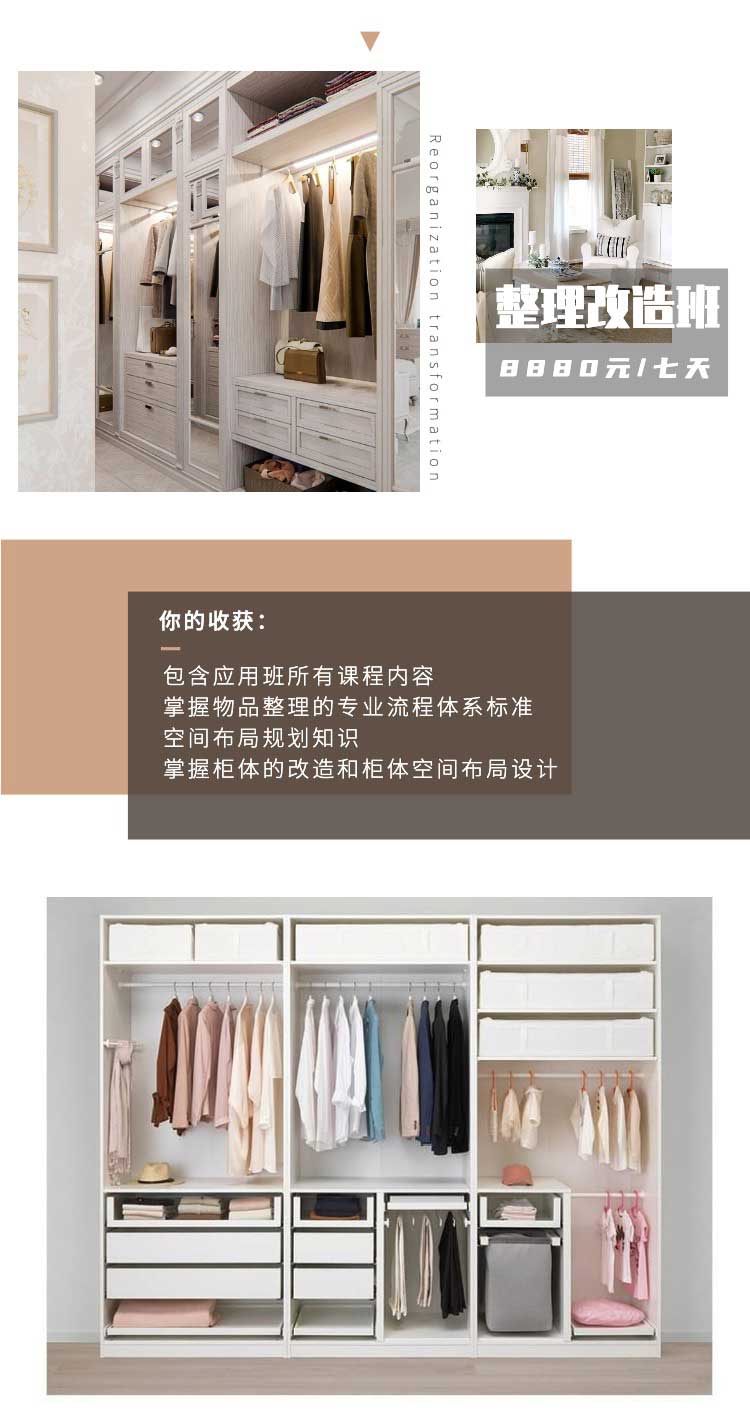 Reorganization transformation
整理改造班
8880元/七天
你的收获：
包含应用班所有课程内容
掌握物品整理的专业流程体系标准
空间布局规划知识
掌握柜体的改造和柜体空间布局设计